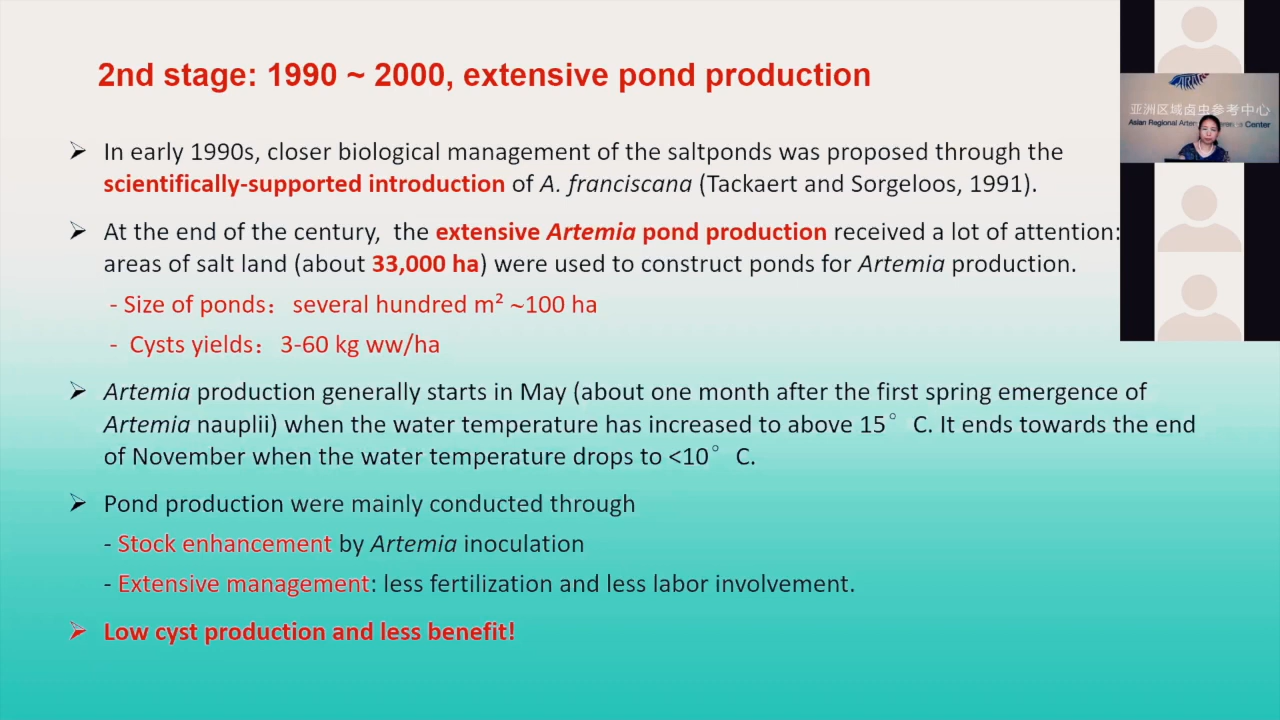 2nd stage: 1990 ~ 2000, extensive pond production
In early 1990s, closer biological management of the saltponds was proposed through the
scientifically-supported introduction of A. franciscana (Tackaert and Sorgeloos, 1991).
At the end of the century, the extensive Artemia pond production received a lot of attention:
areas of salt land (about 33,000 ha) were used to construct ponds for Artemia production.
- Size of ponds： several hundred m² ~100 ha
- Cysts yields： 3-60 kg ww/ha
Artemia production generally starts in May (about one month after the first spring emergence of
Artemia nauplii) when the water temperature has increased to above 15° C. It ends towards the end
of November when the water temperature drops to <10° C.
Pond production were mainly conducted through
- Stock enhancement by Artemia inoculation
- Extensive management: less fertilization and less labor involvement.
Low cyst production and less benefit!
亚洲区域卤虫参考中心
Asian Regional Center